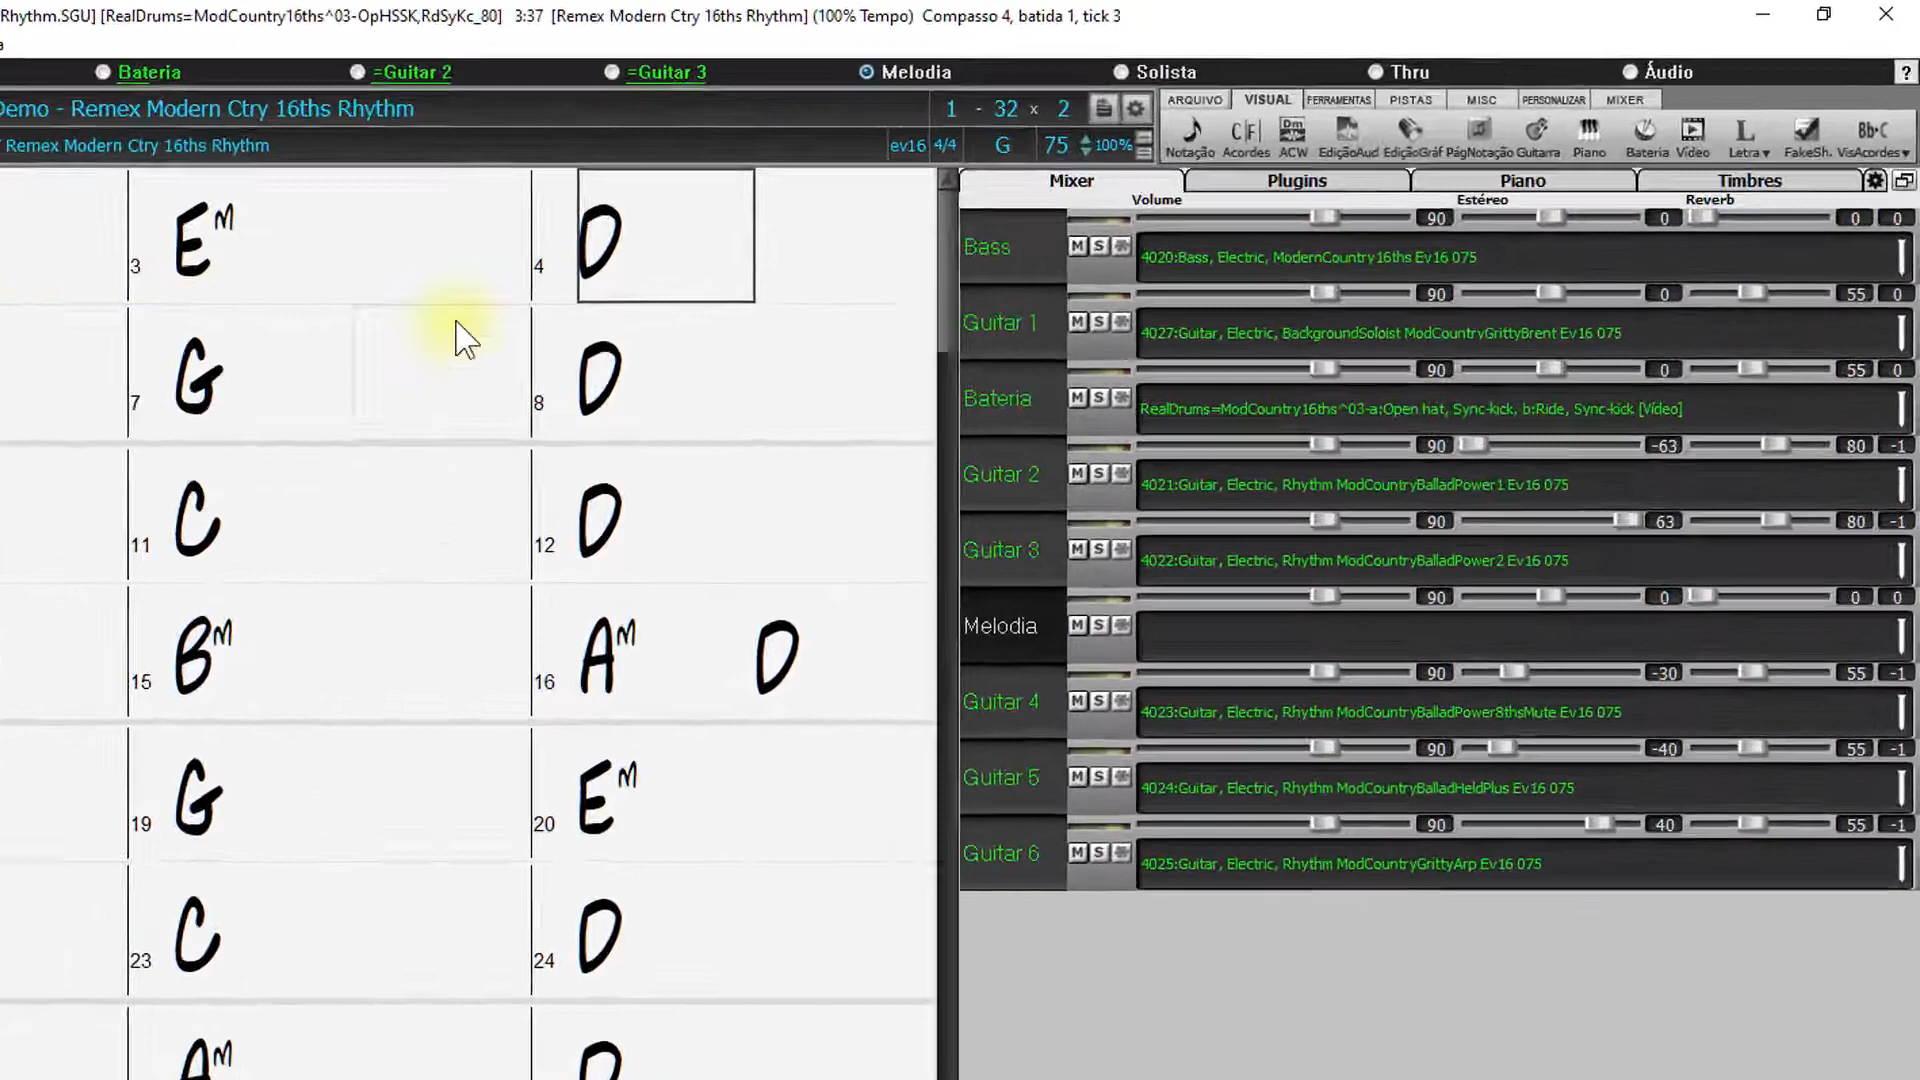 Rhythm.SGU] [RealDrums=ModCountry16ths^03-OpHSSK,RdSyKc_80] 3:37 [Remex Modern Ctry 16ths Rhythm] (100% Tempo) Compasso 4, batida 1, tick 3
a
Bateria =Guitar 2 =Guitar 3 Melodia Solista Thru Áudio ?
Demo - Remex Modern Ctry 16ths Rhythm 1 - 32 x 2
ARQUIVO VISUAL FERRAMENTAS PISTAS MISC PERSONALIZAR MIXER
Remex Modern Ctry 16ths Rhythm ev16 4/4 G 75 100%
Notação Acordes ACW EdiçãoAud EdiçãoGráf PágNotação Guitarra Piano Bateria Vídeo Letra FakeSh. VisAcordes
Mixer Plugins Piano Timbres
Volume Estéreo Reverb
90 0 0 0
Bass M S 4020:Bass, Electric, ModernCountry16ths Ev16 075
90 0 55 0
Guitar 1 M S 4027:Guitar, Electric, BackgroundSoloist ModCountryGrittyBrent Ev16 075
90 0 55 0
Bateria M S RealDrums=ModCountry16ths^03-a:Open hat, Sync-kick, b:Ride, Sync-kick [Vídeo]
90 -63 80 -1
Guitar 2 M S 4021:Guitar, Electric, Rhythm ModCountryBalladPower1 Ev16 075
90 63 80 -1
Guitar 3 M S 4022:Guitar, Electric, Rhythm ModCountryBalladPower2 Ev16 075
90 0 0 0
Melodia M S
90 -30 55 -1
Guitar 4 M S 4023:Guitar, Electric, Rhythm ModCountryBalladPower8thsMute Ev16 075
90 -40 55 -1
Guitar 5 M S 4024:Guitar, Electric, Rhythm ModCountryBalladHeldPlus Ev16 075
90 40 55 -1
Guitar 6 M S 4025:Guitar, Electric, Rhythm ModCountryGrittyArp Ev16 075
3 Em 4 D
7 G 8 D
11 C 12 D
15 Bm 16 Am D
19 G 20 Em
23 C 24 D
Am D